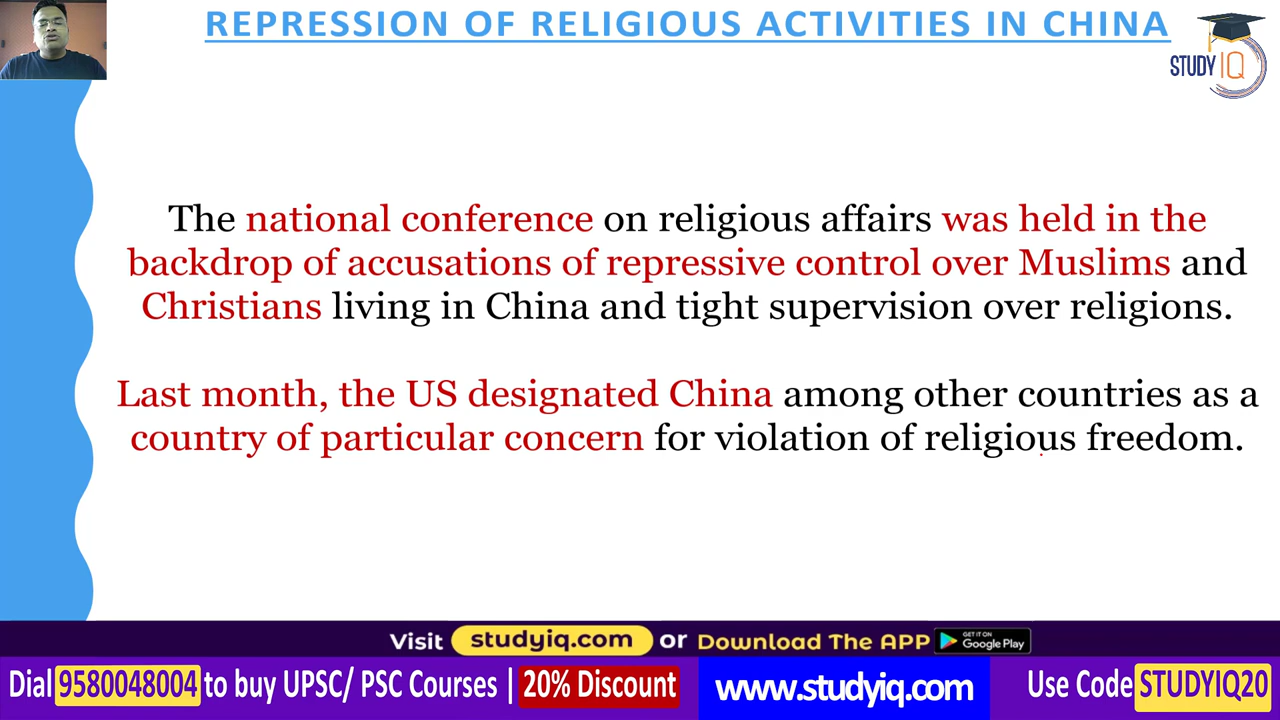 REPRESSION OF RELIGIOUS ACTIVITIES IN CHINA
STUDY IQ
The national conference on religious affairs was held in the
backdrop of accusations of repressive control over Muslims and
Christians living in China and tight supervision over religions.
Last month, the US designated China among other countries as a
country of particular concern for violation of religious freedom.
Visit studyiq.com or Download The APP GET IT ON Google Play
Dial 9580048004 to buy UPSC/ PSC Courses | 20% Discount www.studyiq.com Use Code STUDYIQ20